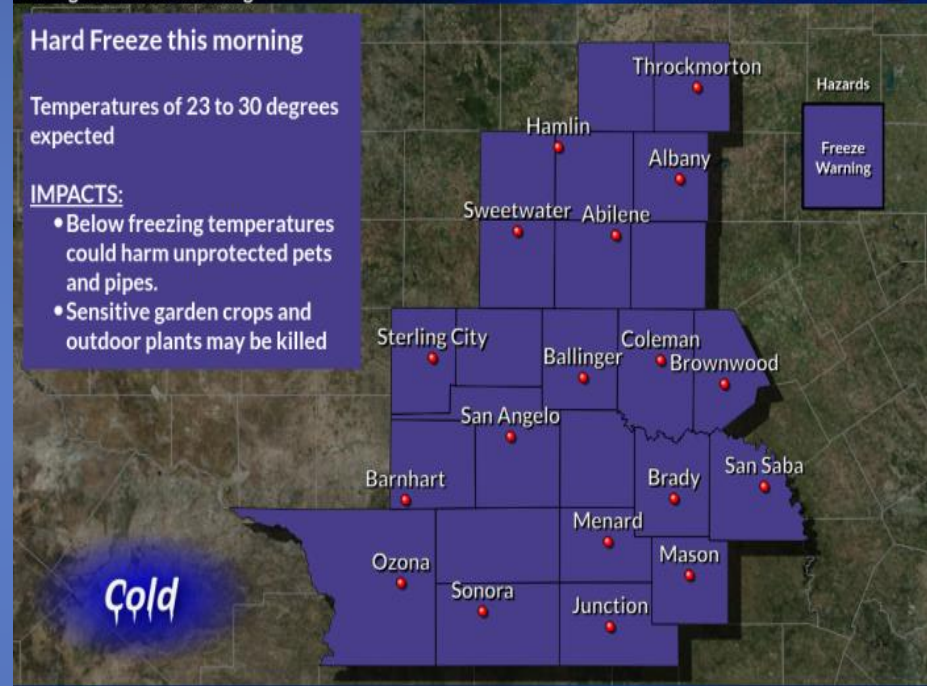 Hard Freeze this morning
Temperatures of 23 to 30 degrees
expected
IMPACTS:
• Below freezing temperatures
could harm unprotected pets
and pipes.
• Sensitive garden crops and
outdoor plants may be killed
Hazards
Freeze
Warning
Throckmorton
Hamlin
Albany
Sweetwater
Abilene
Sterling City
Ballinger
Coleman
Brownwood
San Angelo
Barnhart
Brady
San Saba
Menard
Ozona
Mason
Sonora
Junction
Cold